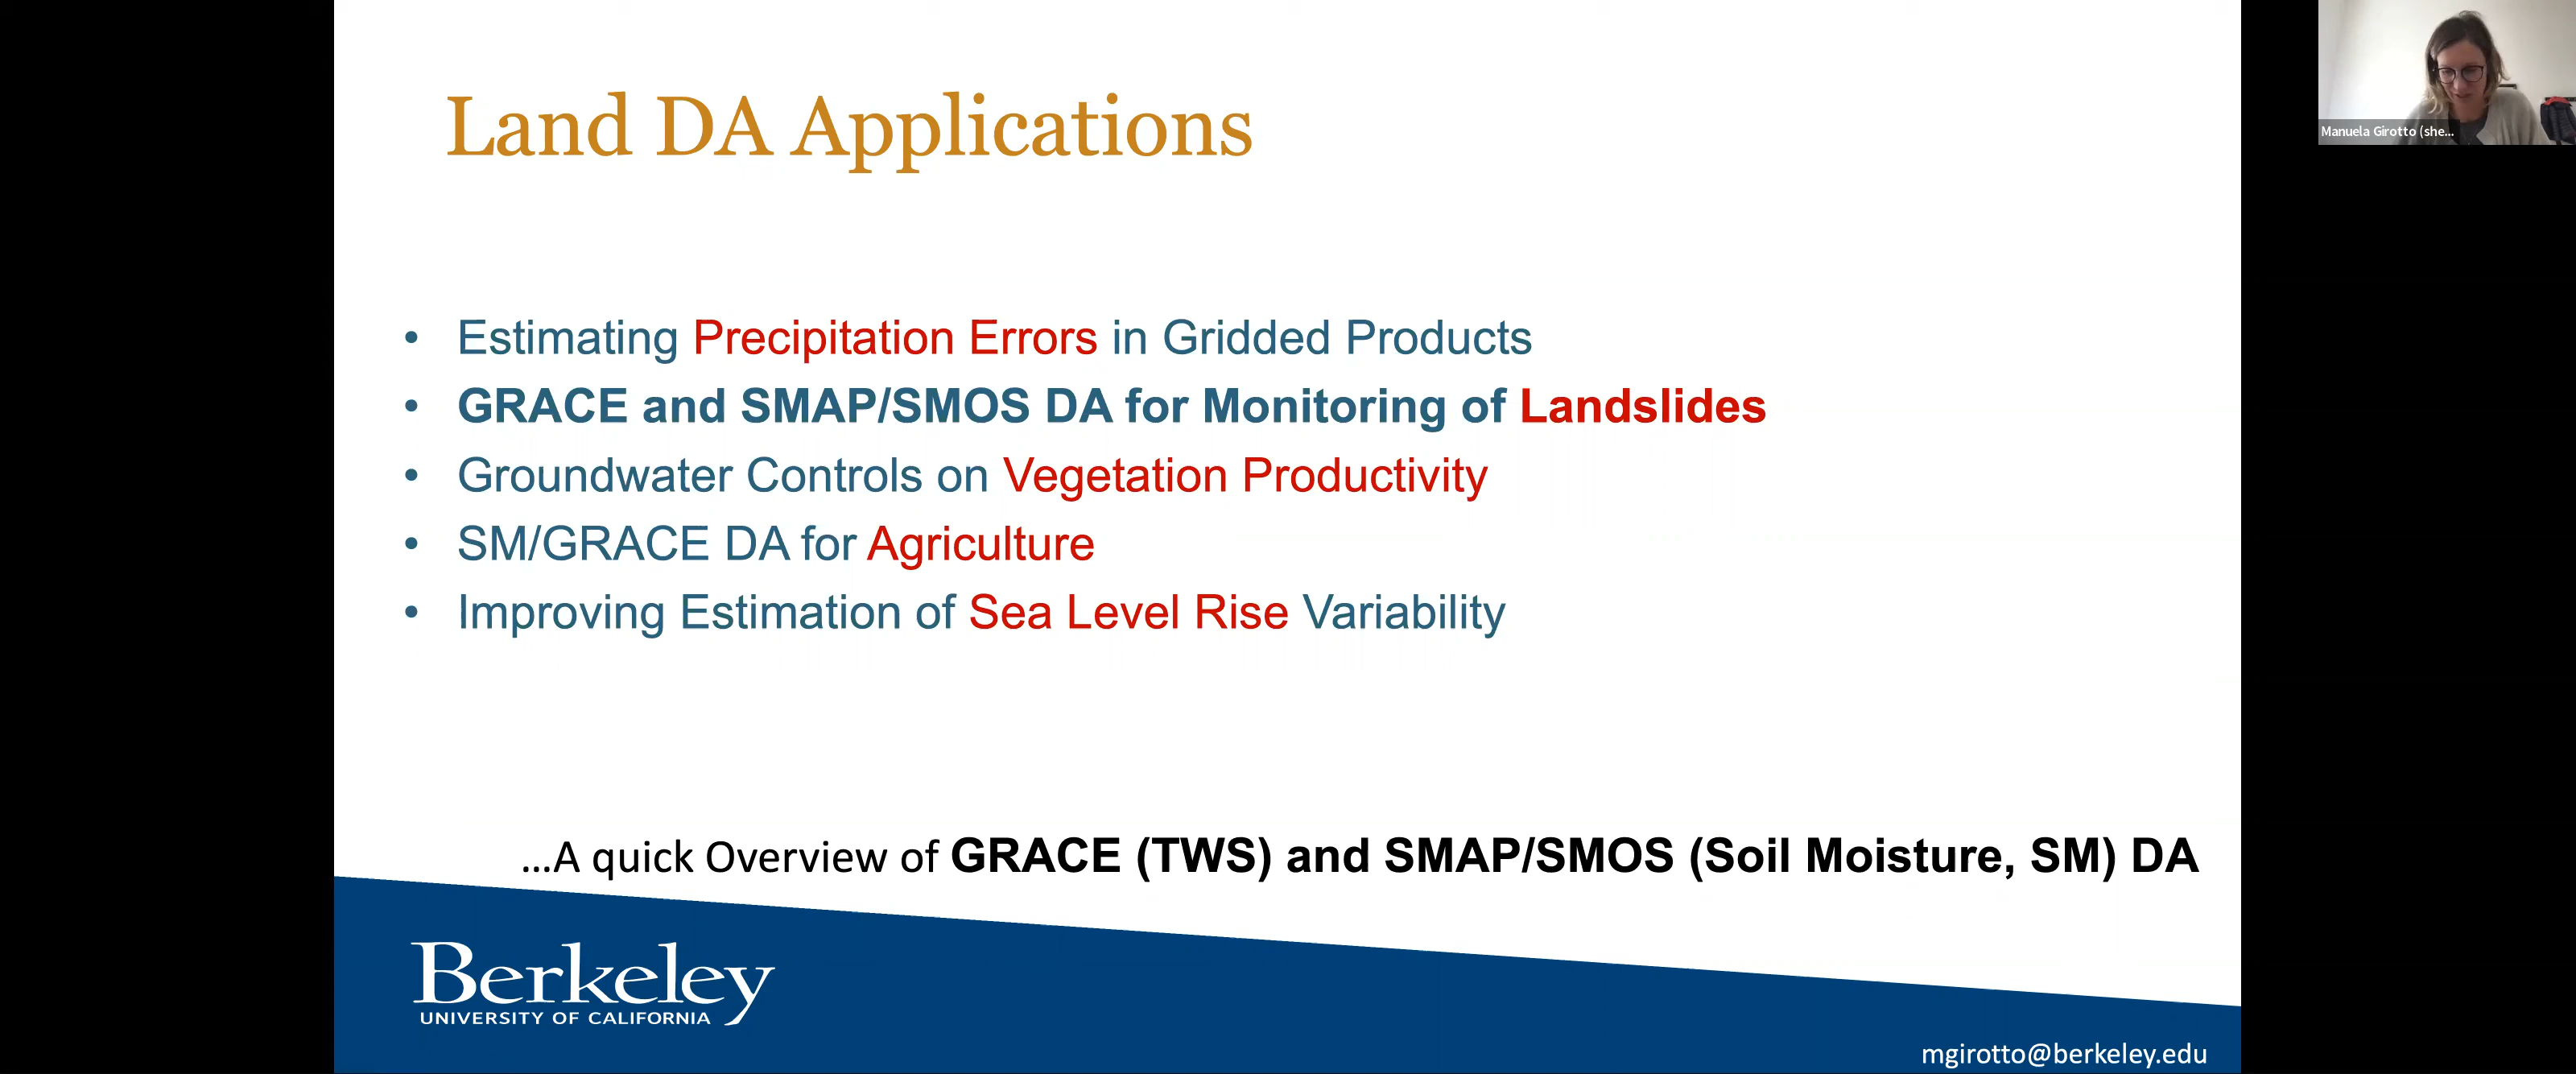 Land DA Applications
Manuela Girotto (she...
• Estimating Precipitation Errors in Gridded Products
• GRACE and SMAP/SMOS DA for Monitoring of Landslides
• Groundwater Controls on Vegetation Productivity
• SM/GRACE DA for Agriculture
• Improving Estimation of Sea Level Rise Variability
...A quick Overview of GRACE (TWS) and SMAP/SMOS (Soil Moisture, SM) DA
Berkeley
UNIVERSITY OF CALIFORNIA
mgirotto@berkeley.edu